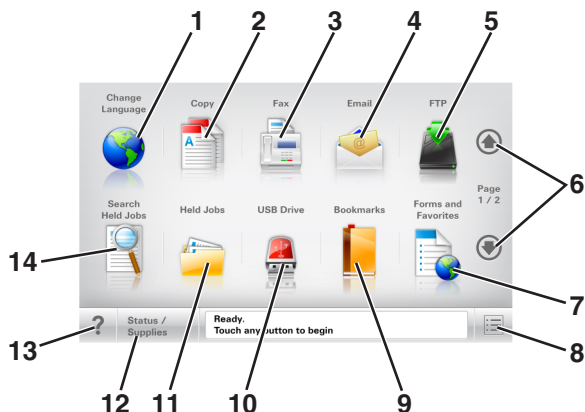 1 2 3 4 5
Change
Language
Copy
Fax
Email
FTP
A
@
6
Page
1 / 2
Search
Held Jobs
Held Jobs
USB Drive
Bookmarks
Forms and
Favorites
14
7
?
Status /
Supplies
Ready.
Touch any button to begin
13
8
12 11 10 9